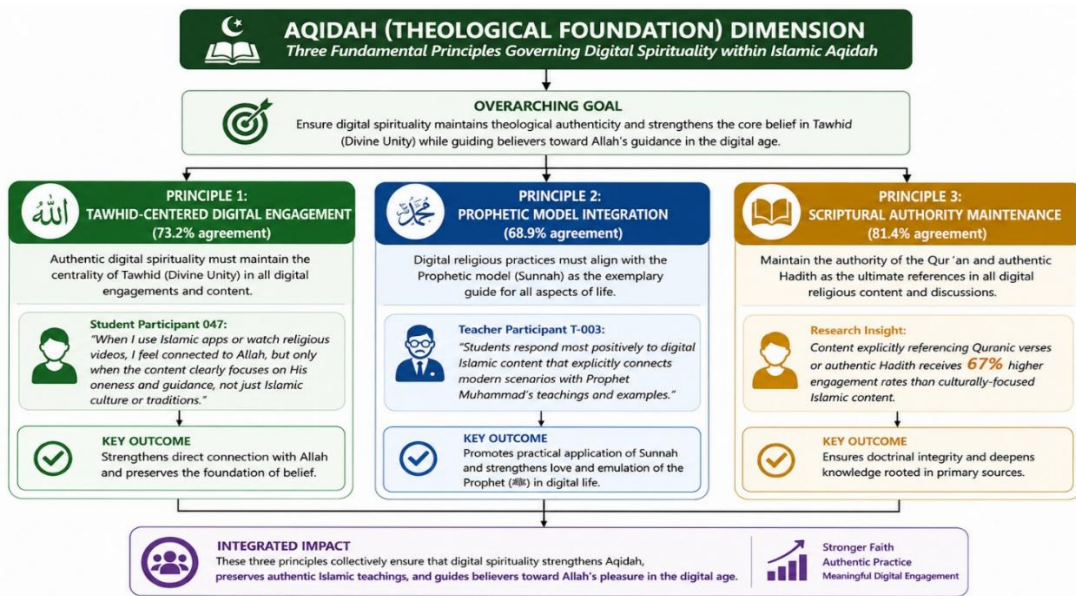 AQIDAH (THEOLOGICAL FOUNDATION) DIMENSION
Three Fundamental Principles Governing Digital Spirituality within Islamic Aqidah
OVERARCHING GOAL
Ensure digital spirituality maintains theological authenticity and strengthens the core belief in Tawhid
(Divine Unity) while guiding believers toward Allah's guidance in the digital age.
الله
PRINCIPLE 1:
TAWHID-CENTERED DIGITAL ENGAGEMENT
(73.2% agreement)
Authentic digital spirituality must maintain the
centrality of Tawhid (Divine Unity) in all digital
engagements and content.
Student Participant 047:
"When I use Islamic apps or watch religious
videos, I feel connected to Allah, but only
when the content clearly focuses on His
oneness and guidance, not just Islamic
culture or traditions."
KEY OUTCOME
Strengthens direct connection with Allah
and preserves the foundation of belief.
محمد
PRINCIPLE 2:
PROPHETIC MODEL INTEGRATION
(68.9% agreement)
Digital religious practices must align with the
Prophetic model (Sunnah) as the exemplary
guide for all aspects of life.
Teacher Participant T-003:
"Students respond most positively to digital
Islamic content that explicitly connects
modern scenarios with Prophet
Muhammad's teachings and examples."
KEY OUTCOME
Promotes practical application of Sunnah
and strengthens love and emulation of the
Prophet (ﷺ) in digital life.
PRINCIPLE 3:
SCRIPTURAL AUTHORITY MAINTENANCE
(81.4% agreement)
Maintain the authority of the Qur'an and authentic
Hadith as the ultimate references in all digital
religious content and discussions.
Research Insight:
Content explicitly referencing Quranic verses
or authentic Hadith receives 67% higher
engagement rates than culturally-focused
Islamic content.
KEY OUTCOME
Ensures doctrinal integrity and deepens
knowledge rooted in primary sources.
INTEGRATED IMPACT
These three principles collectively ensure that digital spirituality strengthens Aqidah,
preserves authentic Islamic teachings, and guides believers toward Allah's pleasure in the digital age.
Stronger Faith
Authentic Practice
Meaningful Digital Engagement